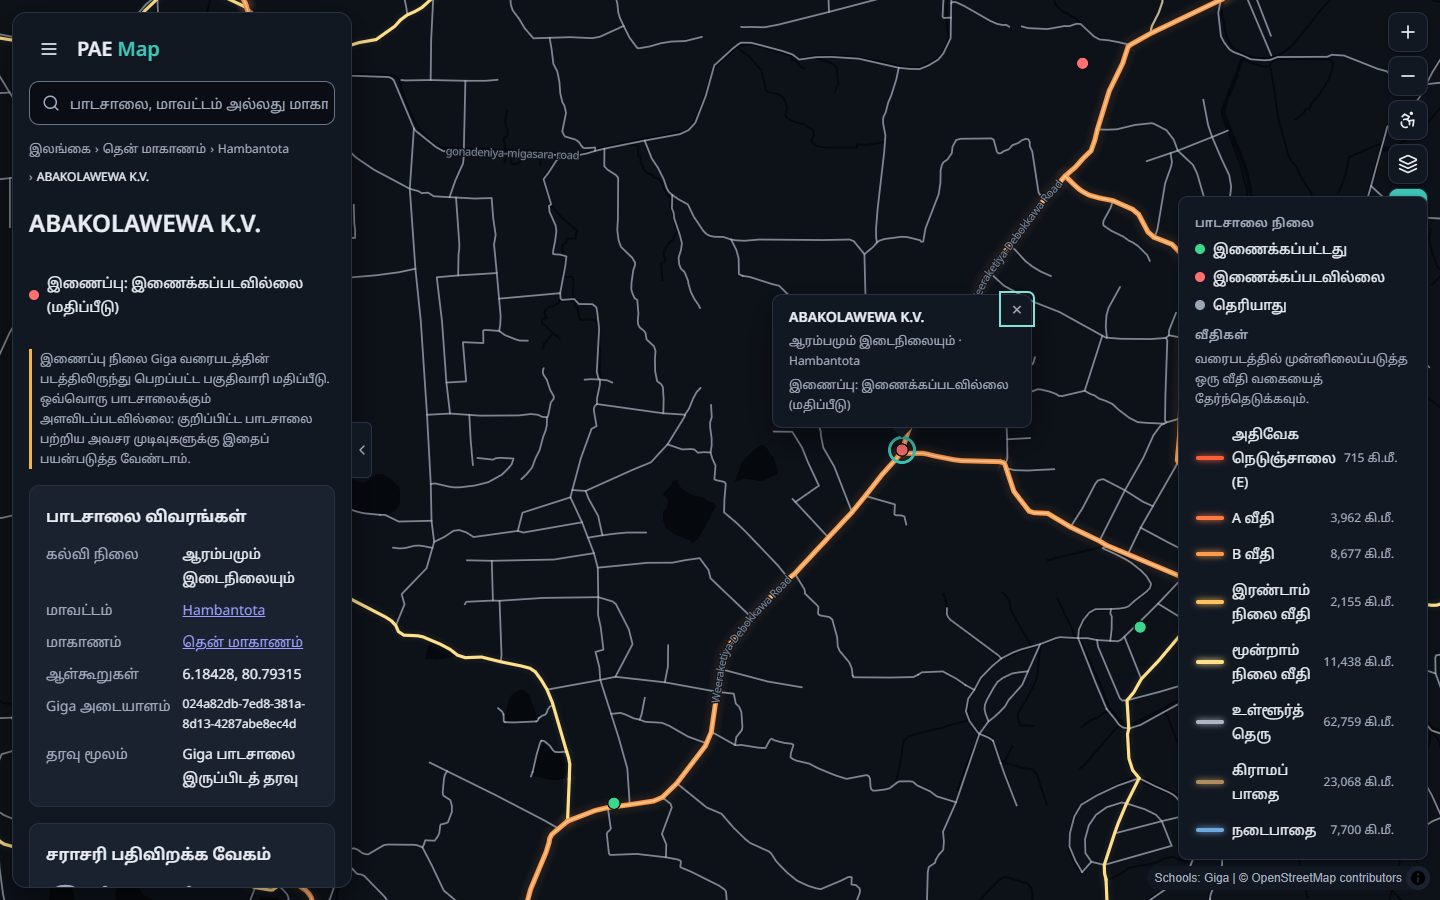 PAE Map
பாடசாலை, மாவட்டம் அல்லது மாகா
இலங்கை › தென் மாகாணம் › Hambantota
› ABAKOLAWEWA K.V.
ABAKOLAWEWA K.V.
இணைப்பு: இணைக்கப்படவில்லை
(மதிப்பீடு)
இணைப்பு நிலை Giga வரைபடத்தின்
படத்திலிருந்து பெறப்பட்ட பகுதிவாரி மதிப்பீடு.
ஒவ்வொரு பாடசாலைக்கும்
அளவிடப்படவில்லை: குறிப்பிட்ட பாடசாலை
பற்றிய அவசர முடிவுகளுக்கு இதைப்
பயன்படுத்த வேண்டாம்.
பாடசாலை விவரங்கள்
கல்வி நிலை ஆரம்பமும்
இடைநிலையும்
மாவட்டம் Hambantota
மாகாணம் தென் மாகாணம்
ஆள்கூறுகள் 6.18428, 80.79315
Giga அடையாளம் 024a82db-7ed8-381a-
8d13-4287abe8ec4d
தரவு மூலம் Giga பாடசாலை
இருப்பிடத் தரவு
சராசரி பதிவிறக்க வேகம்
gonadeniya-migasara-road
Weeraketiya-Debokkawa-Road
ABAKOLAWEWA K.V.
ஆரம்பமும் இடைநிலையும் ·
Hambantota
இணைப்பு: இணைக்கப்படவில்லை
(மதிப்பீடு)
Weeraketiya-Debokkawa-Road
பாடசாலை நிலை
இணைக்கப்பட்டது
இணைக்கப்படவில்லை
தெரியாது
வீதிகள்
வரைபடத்தில் முன்னிலைப்படுத்த
ஒரு வீதி வகையைத்
தேர்ந்தெடுக்கவும்.
அதிவேக
நெடுஞ்சாலை 715 கி.மீ.
(E)
A வீதி 3,962 கி.மீ.
B வீதி 8,677 கி.மீ.
இரண்டாம்
நிலை வீதி 2,155 கி.மீ.
மூன்றாம்
நிலை வீதி 11,438 கி.மீ.
உள்ளூர்த்
தெரு 62,759 கி.மீ.
கிராமப்
பாதை 23,068 கி.மீ.
நடைபாதை 7,700 கி.மீ.
Schools: Giga | © OpenStreetMap contributors